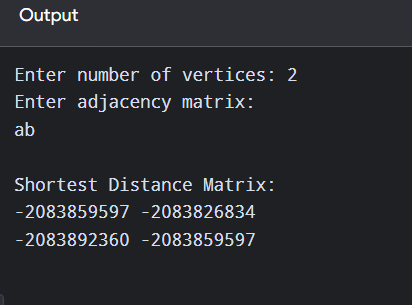 Output
Enter number of vertices: 2
Enter adjacency matrix:
ab
Shortest Distance Matrix:
-2083859597 -2083826834
-2083892360 -2083859597